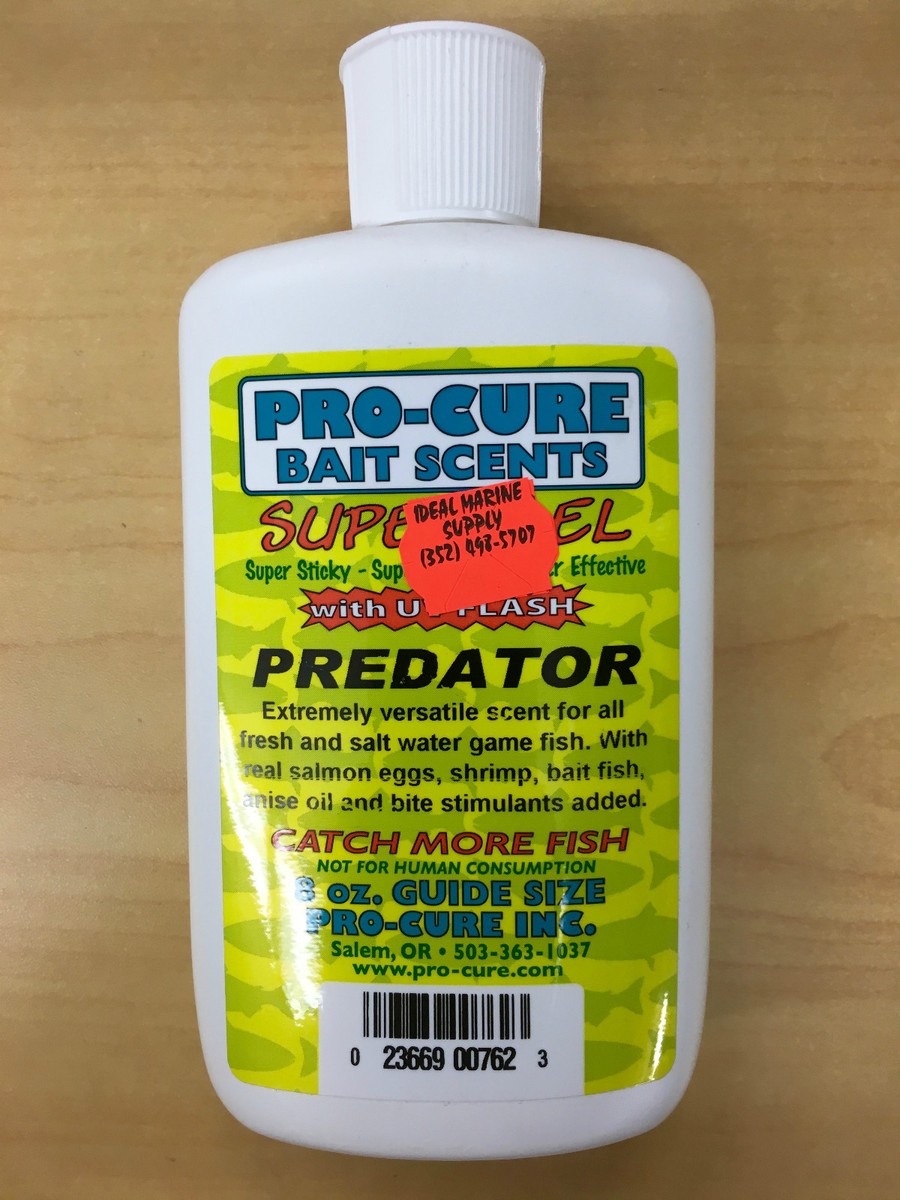 PRO-CURE
BAIT SCENTS
IDEAL MARINE
SUPPLY
(352) 498-5707
SUPE EL
Super Sticky - Sup r Effective
with U FLASH
PREDATOR
Extremely versatile scent for all
fresh and salt water game fish. With
real salmon eggs, shrimp, bait fish,
anise oil and bite stimulants added.
CATCH MORE FISH
NOT FOR HUMAN CONSUMPTION
8 oz. GUIDE SIZE
PRO-CURE INC.
Salem, OR • 503-363-1037
www.pro-cure.com
0 23669 00762 3